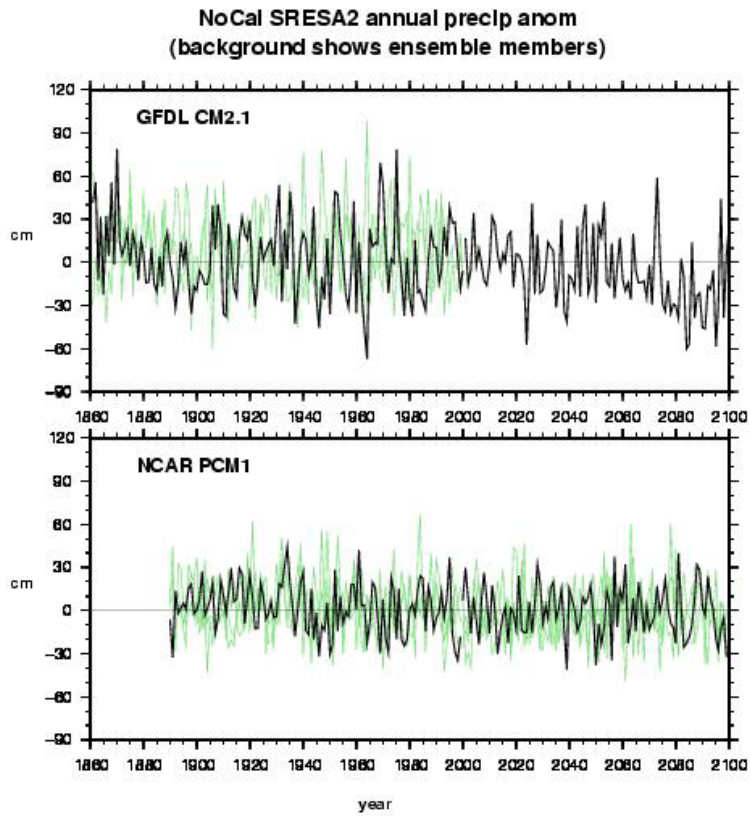 NoCal SRESA2 annual precip anom
(background shows ensemble members)
120
90
60
30
0
−30
−60
−90
cm
GFDL CM2.1
1860 1880 1900 1920 1940 1960 1980 2000 2020 2040 2060 2080 2100
120
90
60
30
0
−30
−60
−90
cm
NCAR PCM1
1860 1880 1900 1920 1940 1960 1980 2000 2020 2040 2060 2080 2100
year